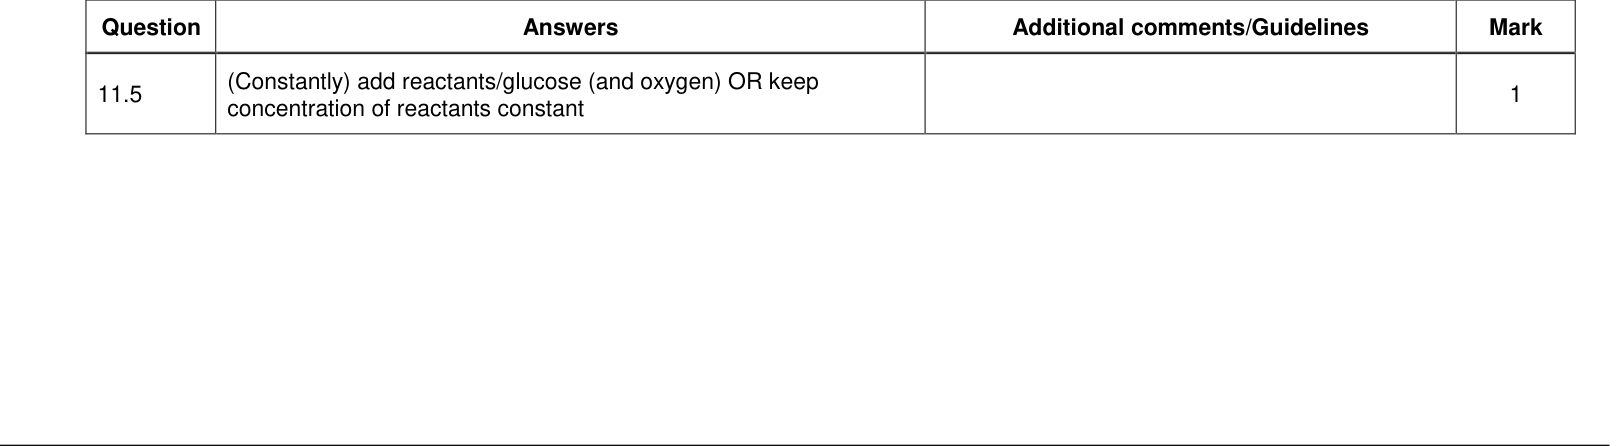 Question Answers Additional comments/Guidelines Mark
11.5 (Constantly) add reactants/glucose (and oxygen) OR keep
concentration of reactants constant 1